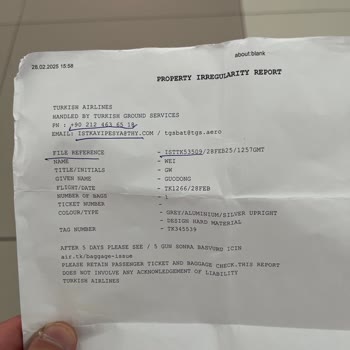 28.02.2025 15:58
about:blank
PROPERTY IRREGULARITY REPORT
TURKISH AIRLINES
HANDLED BY TURKISH GROUND SERVICES
PH : +90 212 463 65 10
EMAIL: ISTKAYIPESYA@THY.COM / tgsbat@tgs.aero
FILE REFERENCE - ISTTK53509/28FEB25/1257GMT
NAME - WEI
TITLE/INITIALS - GW
GIVEN NAME - GUODONG
FLIGHT/DATE - TK1266/28FEB
NUMBER OF BAGS - 1
TICKET NUMBER -
COLOUR/TYPE - GREY/ALUMINIUM/SILVER UPRIGHT
- DESIGN HARD MATERIAL
TAG NUMBER - TK345539
AFTER 5 DAYS PLEASE SEE / 5 GUN SONRA BASVURU ICIN
air.tk/baggage-issue
PLEASE RETAIN PASSENGER TICKET AND BAGGAGE CHECK.THIS REPORT
DOES NOT INVOLVE ANY ACKNOWLEDGEMENT OF LIABILITY
TURKISH AIRLINES